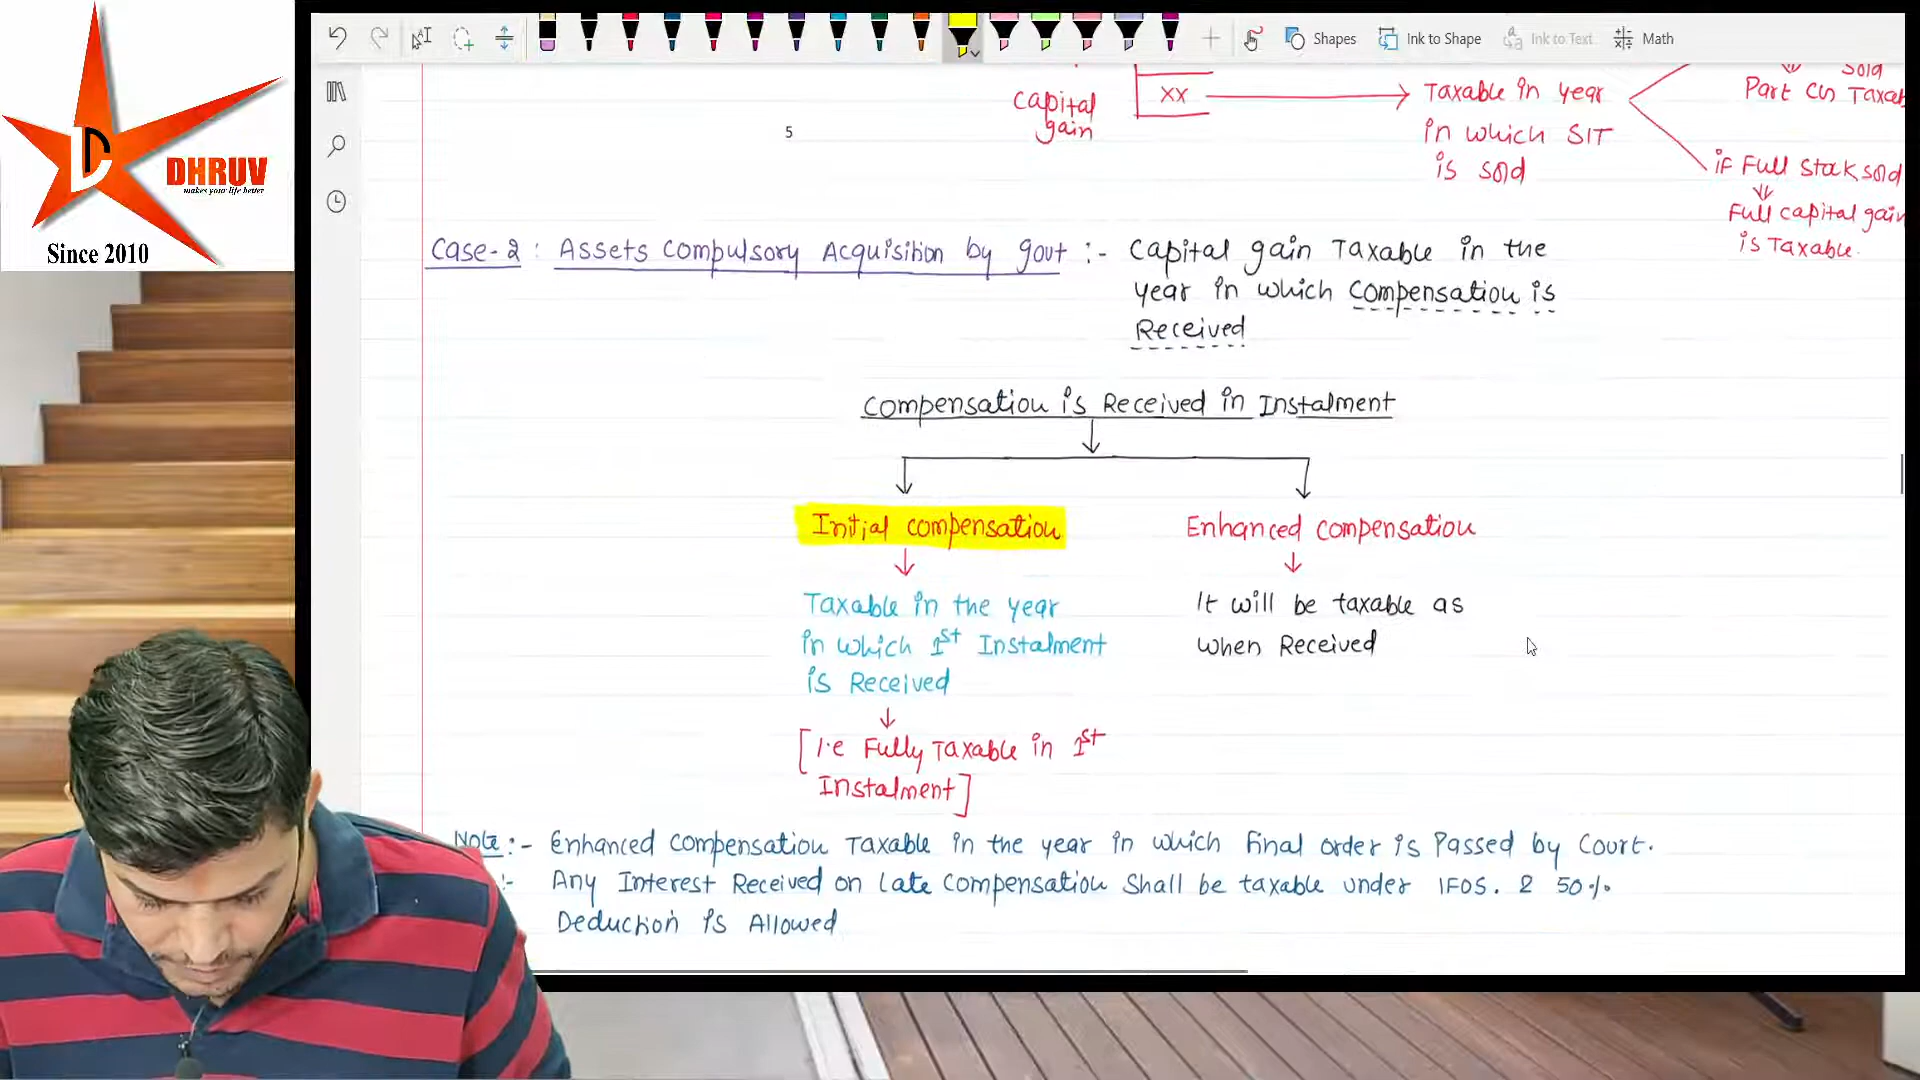 Shapes
Ink to Shape
Ink to Text
Math
DC
DHRUV
makes your life better
Since 2010
5
Capital
gain
XX
Taxable in year
in which SIT
is sold
sold
Part CG
if Full Stock sold
Full capital gain
is Taxable.
Case-2 : Assets Compulsory Acquisition by govt :- Capital gain Taxable in the
year in which Compensation is
Received
Compensation is Received in Instalment
Initial compensation
Enhanced compensation
Taxable in the year
in which 1st Instalment
is Received
It will be taxable as
when Received
[I.e Fully Taxable in 1st
Instalment]
Note :- Enhanced Compensation Taxable in the year in which Final order is Passed by Court.
:- Any Interest Received on Late Compensation Shall be taxable under IFOS. & 50%
Deduction is Allowed